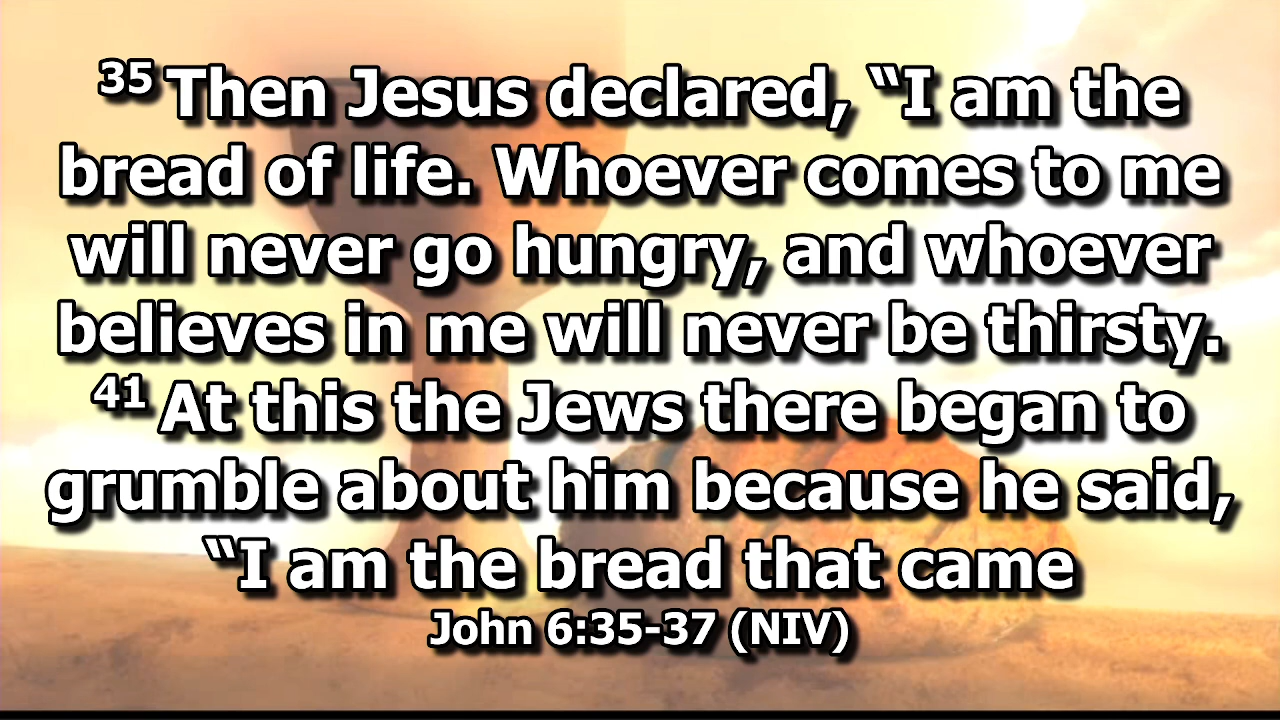 35 Then Jesus declared, “I am the
bread of life. Whoever comes to me
will never go hungry, and whoever
believes in me will never be thirsty.
41 At this the Jews there began to
grumble about him because he said,
“I am the bread that came
John 6:35-37 (NIV)